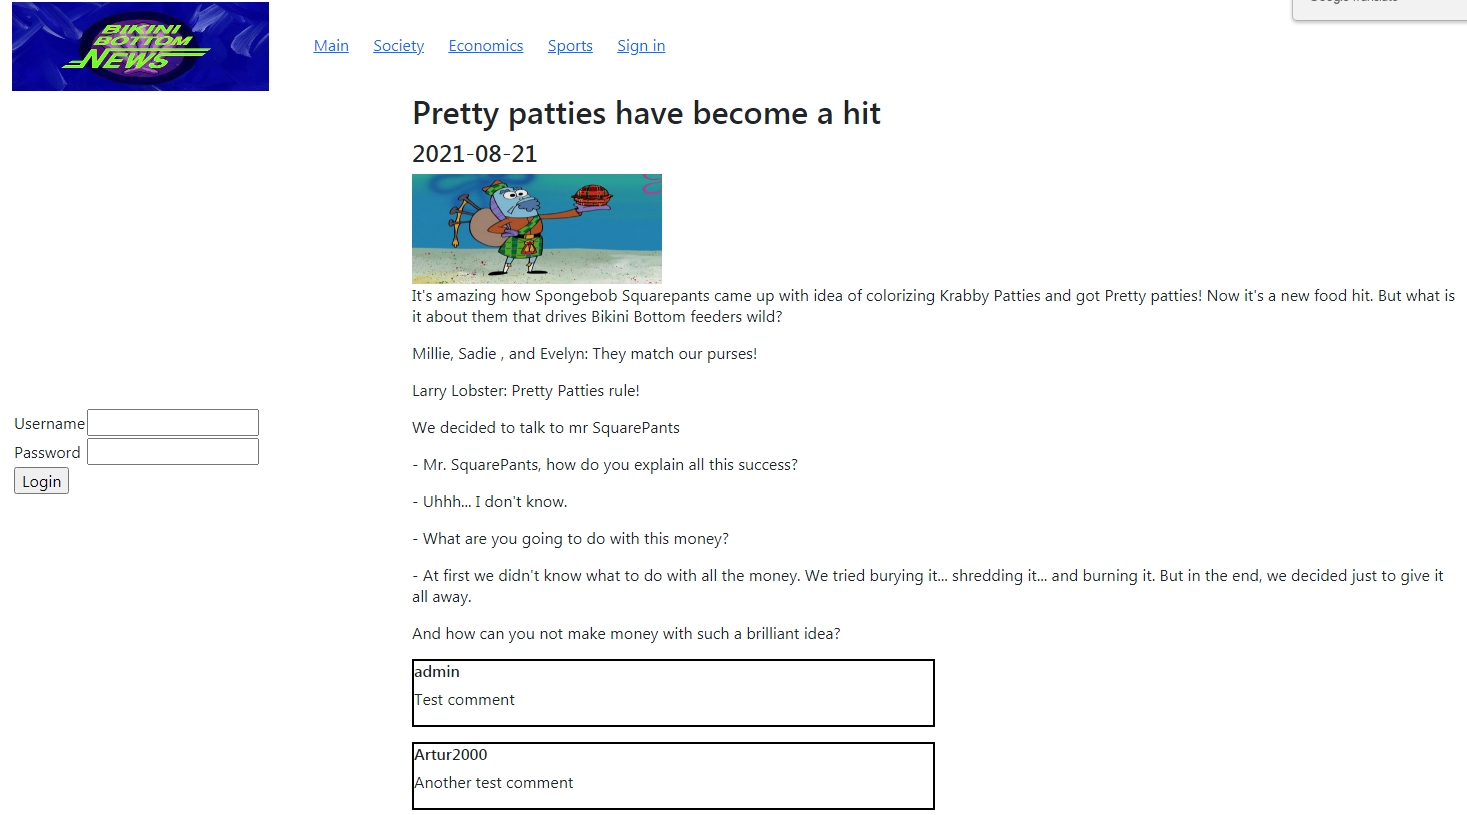 BIKINI
BOTTOM
NEWS
Main Society Economics Sports Sign in
Pretty patties have become a hit
2021-08-21
It's amazing how Spongebob Squarepants came up with idea of colorizing Krabby Patties and got Pretty patties! Now it's a new food hit. But what is
it about them that drives Bikini Bottom feeders wild?
Millie, Sadie , and Evelyn: They match our purses!
Larry Lobster: Pretty Patties rule!
We decided to talk to mr SquarePants
- Mr. SquarePants, how do you explain all this success?
- Uhhh... I don't know.
- What are you going to do with this money?
- At first we didn't know what to do with all the money. We tried burying it... shredding it... and burning it. But in the end, we decided just to give it
all away.
And how can you not make money with such a brilliant idea?
Username
Password
Login
admin
Test comment
Artur2000
Another test comment